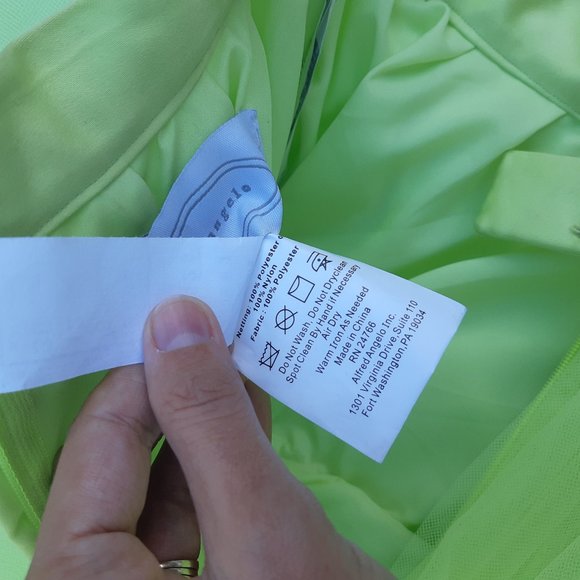 angelo
Netting: 100% Polyester
100% Nylon
Fabric : 100% Polyester
Do Not Wash, Do Not Dryclean
Spot Clean By Hand if Necessary
Air Dry
Warm Iron As Needed
Made in China
RN 24766
Alfred Angelo Inc.
1301 Virginia Drive, Suite 110
Fort Washington, PA 19034